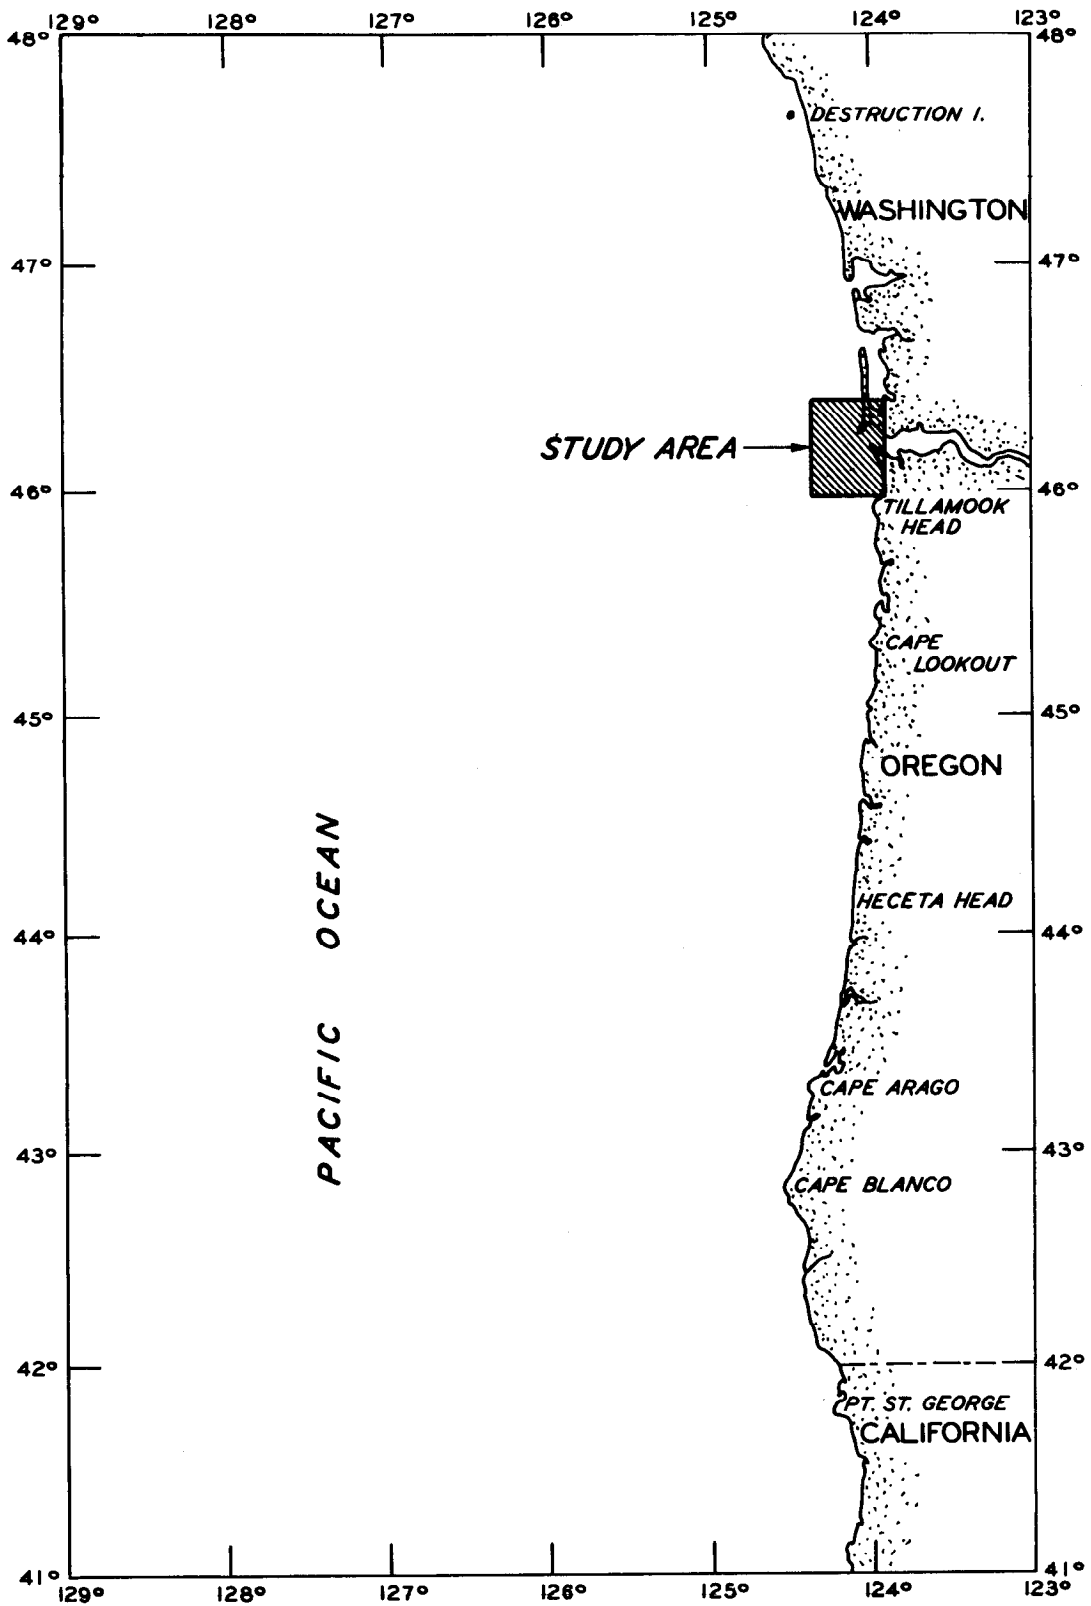 129° 128° 127° 126° 125° 124° 123°
48° 48°
DESTRUCTION I.
WASHINGTON
47° 47°
STUDY AREA
46° 46°
TILLAMOOK
HEAD
CAPE
LOOKOUT
45° 45°
OREGON
PACIFIC OCEAN
HECETA HEAD
44° 44°
CAPE ARAGO
43° 43°
CAPE BLANCO
42° 42°
PT. ST. GEORGE
CALIFORNIA
41° 41°
129° 128° 127° 126° 125° 124° 123°